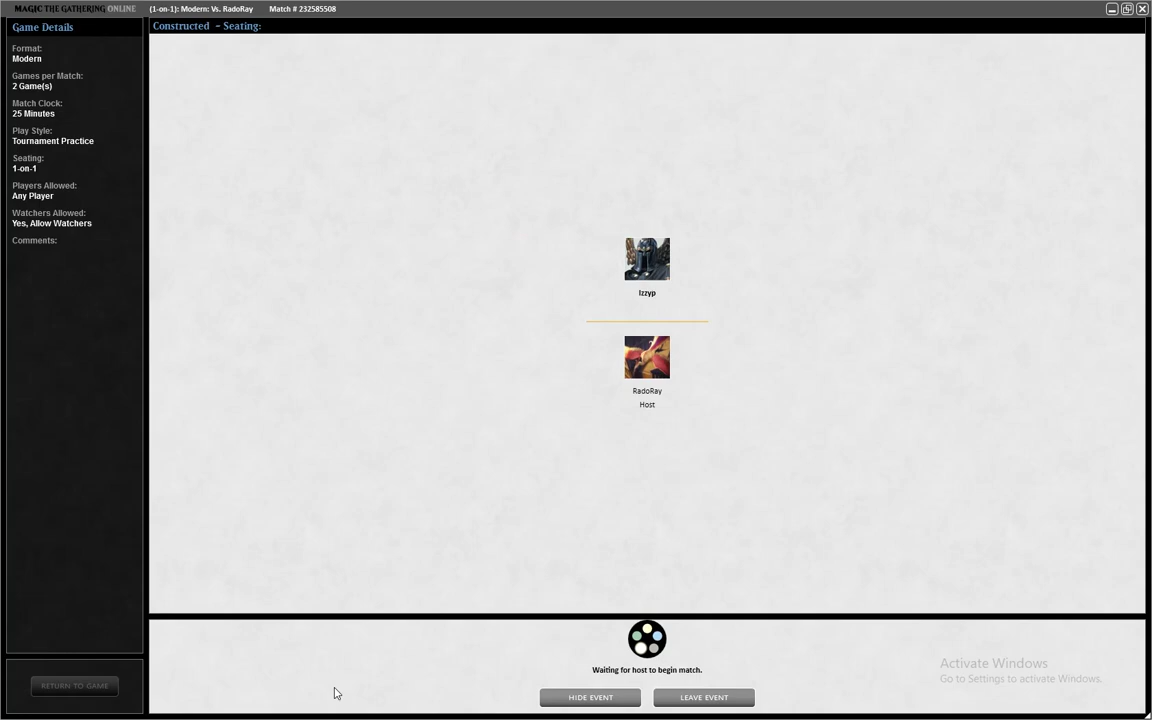 MAGIC THE GATHERING ONLINE (1-on-1): Modern: Vs. RadoRay Match # 232585508
Game Details
Format:
Modern
Games per Match:
2 Game(s)
Match Clock:
25 Minutes
Play Style:
Tournament Practice
Seating:
1-on-1
Players Allowed:
Any Player
Watchers Allowed:
Yes, Allow Watchers
Comments:
RETURN TO GAME
Constructed - Seating:
Izzyp
RadoRay
Host
Waiting for host to begin match.
HIDE EVENT LEAVE EVENT
Activate Windows
Go to Settings to activate Windows.